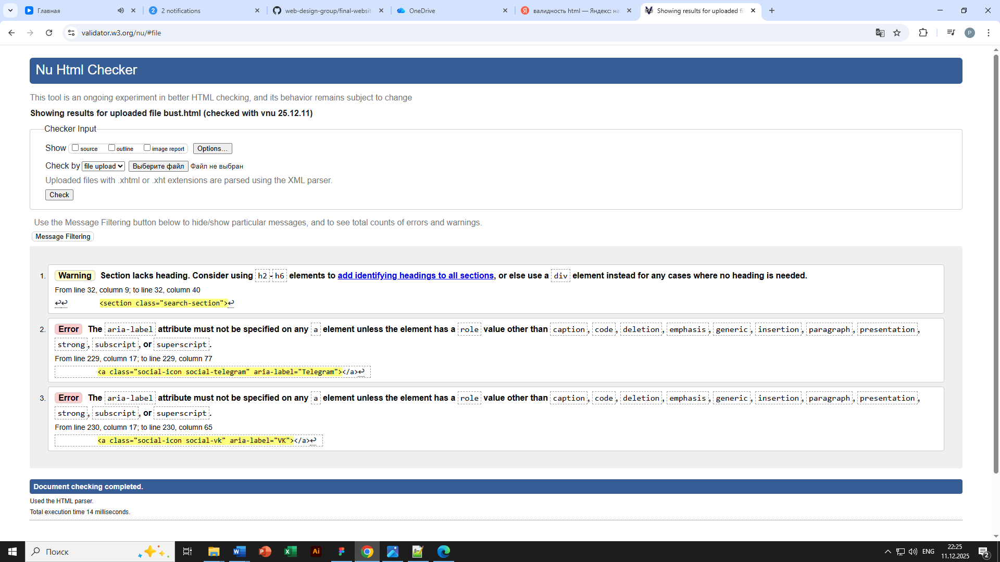 Главная
2 notifications
web-design-group/final-website
OneDrive
валидность html — Яндекс: на
Showing results for uploaded fi
validator.w3.org/nu/#file
P
Nu Html Checker
This tool is an ongoing experiment in better HTML checking, and its behavior remains subject to change
Showing results for uploaded file bust.html (checked with vnu 25.12.11)
Checker Input
Show source outline image report Options...
Check by file upload Выберите файл Файл не выбран
Uploaded files with .xhtml or .xht extensions are parsed using the XML parser.
Check
Use the Message Filtering button below to hide/show particular messages, and to see total counts of errors and warnings.
Message Filtering
1. Warning Section lacks heading. Consider using h2-h6 elements to add identifying headings to all sections, or else use a div element instead for any cases where no heading is needed.
From line 32, column 9; to line 32, column 40
↩↩ <section class="search-section">↩
2. Error The aria-label attribute must not be specified on any a element unless the element has a role value other than caption, code, deletion, emphasis, generic, insertion, paragraph, presentation,
strong, subscript, or superscript.
From line 229, column 17; to line 229, column 77
<a class="social-icon social-telegram" aria-label="Telegram"></a>↩
3. Error The aria-label attribute must not be specified on any a element unless the element has a role value other than caption, code, deletion, emphasis, generic, insertion, paragraph, presentation,
strong, subscript, or superscript.
From line 230, column 17; to line 230, column 65
<a class="social-icon social-vk" aria-label="VK"></a>↩
Document checking completed.
Used the HTML parser.
Total execution time 14 milliseconds.
Поиск
Ai
ENG
22:25
11.12.2025
2